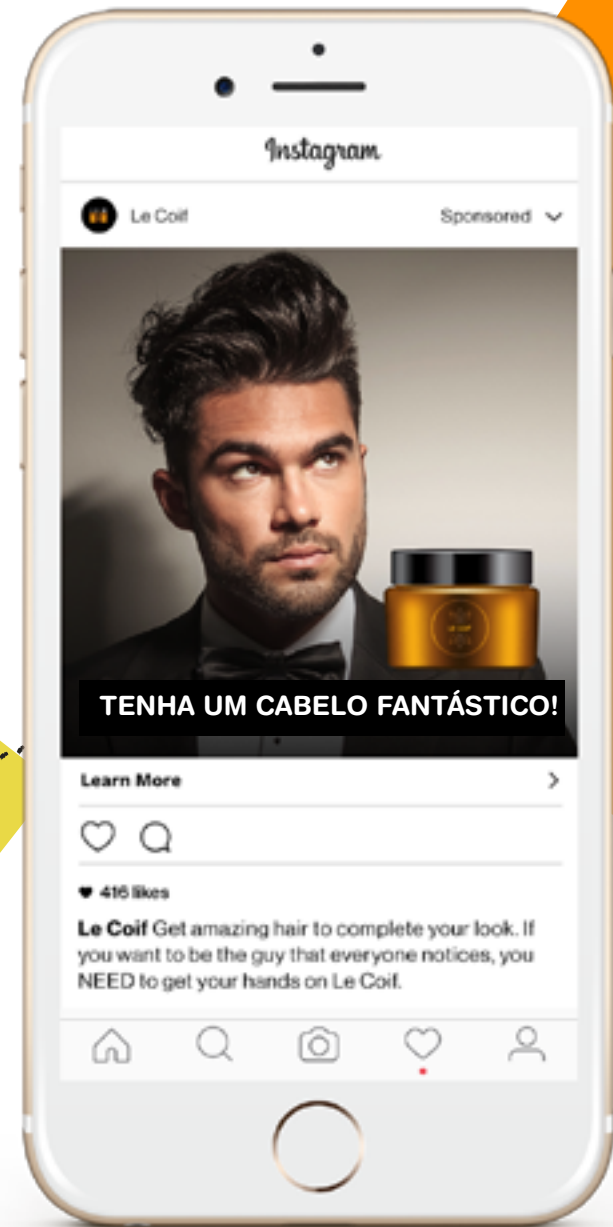 Instagram
Le Coif
Sponsored
LE COIF
TENHA UM CABELO FANTÁSTICO!
Learn More
416 likes
Le Coif Get amazing hair to complete your look. If
you want to be the guy that everyone notices, you
NEED to get your hands on Le Coif.